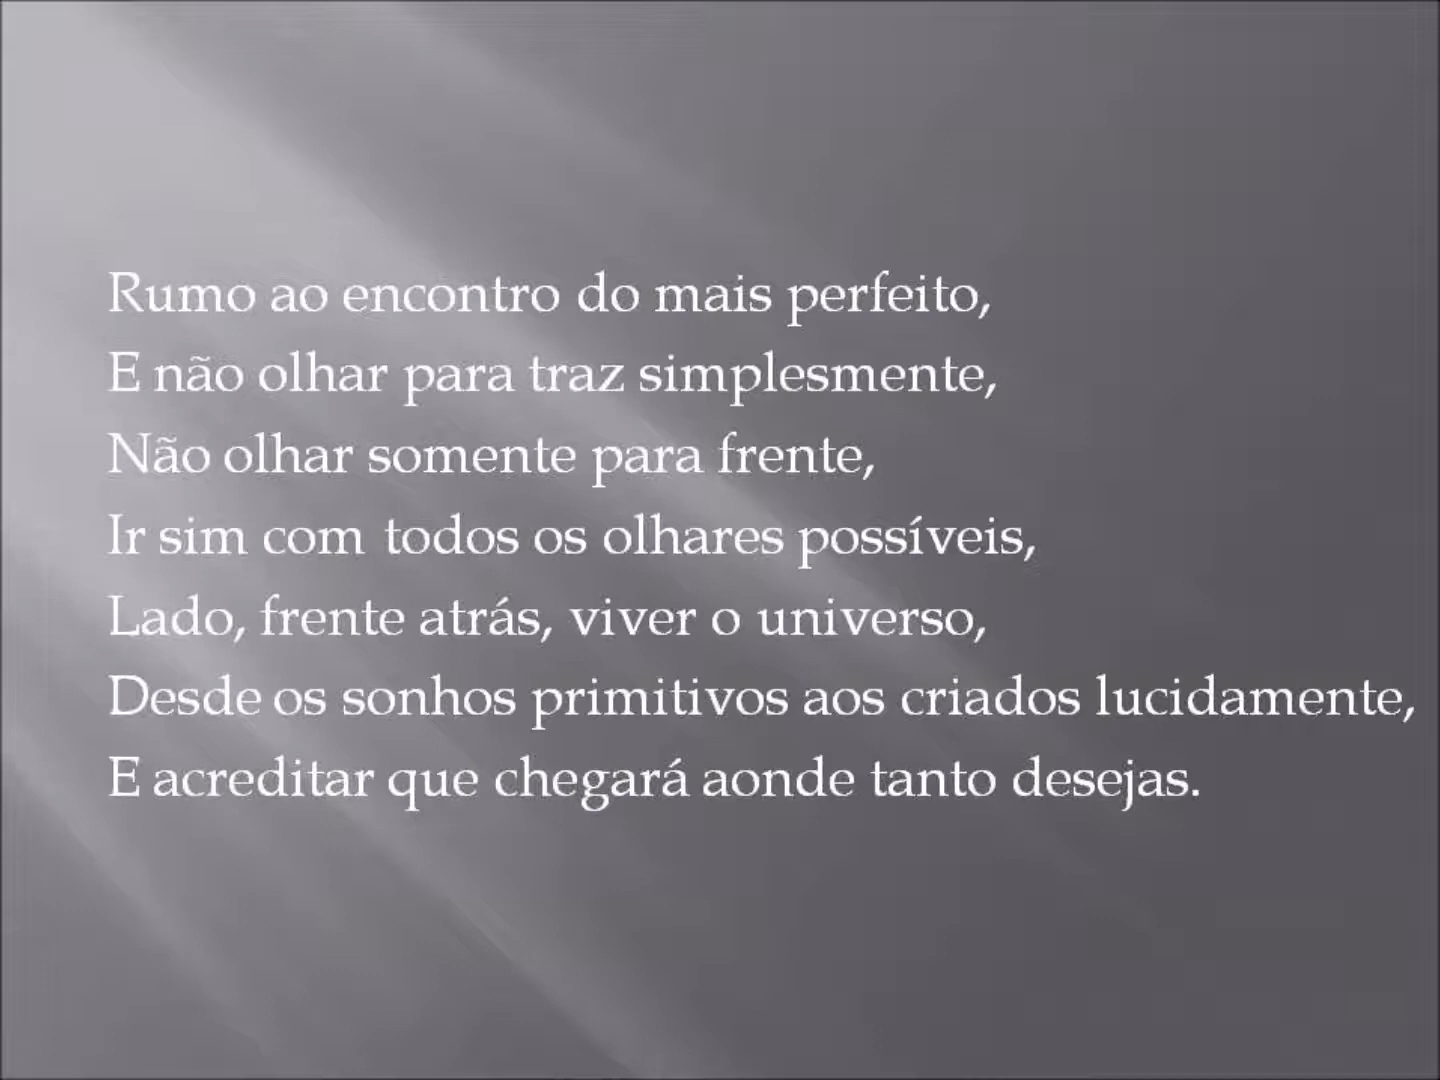 Rumo ao encontro do mais perfeito,
E não olhar para traz simplesmente,
Não olhar somente para frente,
Ir sim com todos os olhares possíveis,
Lado, frente atrás, viver o universo,
Desde os sonhos primitivos aos criados lucidamente,
E acreditar que chegará aonde tanto desejas.